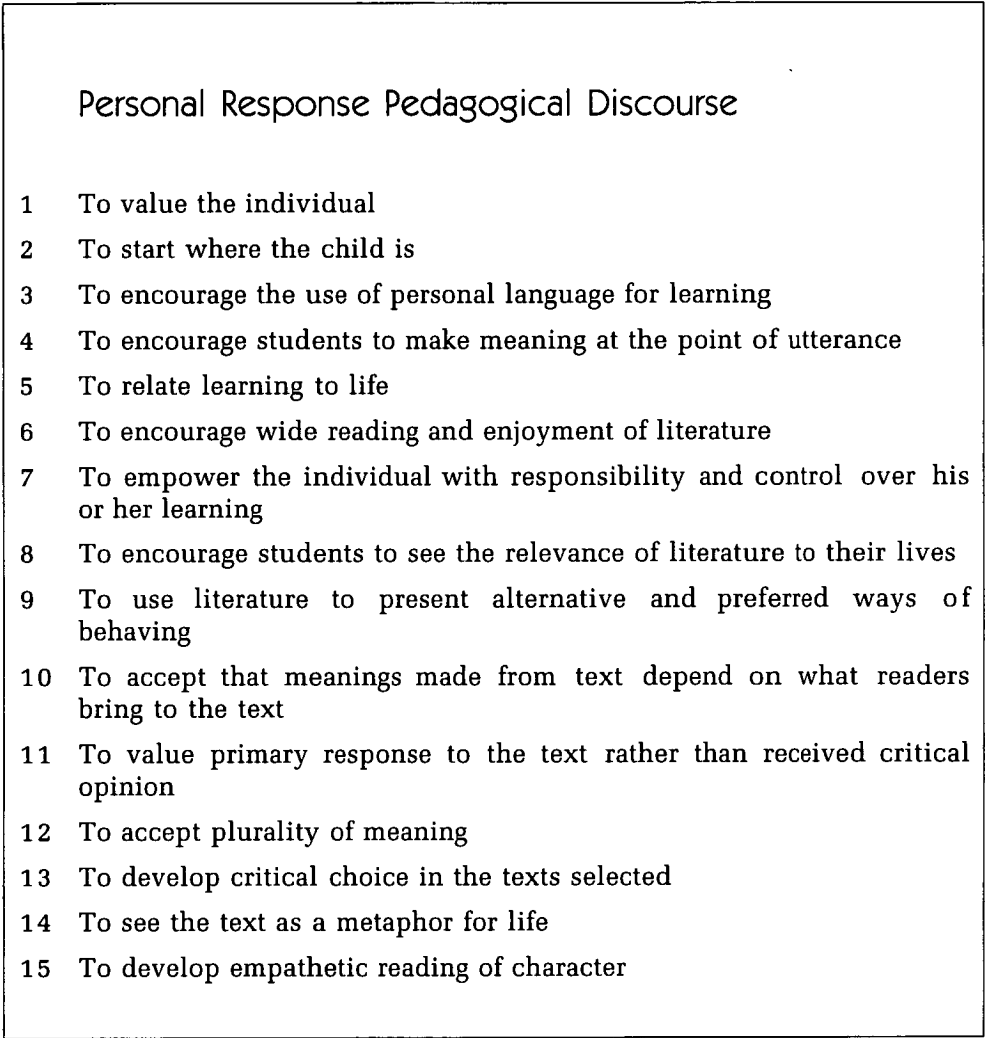 Personal Response Pedagogical Discourse
1 To value the individual
2 To start where the child is
3 To encourage the use of personal language for learning
4 To encourage students to make meaning at the point of utterance
5 To relate learning to life
6 To encourage wide reading and enjoyment of literature
7 To empower the individual with responsibility and control over his
or her learning
8 To encourage students to see the relevance of literature to their lives
9 To use literature to present alternative and preferred ways of
behaving
10 To accept that meanings made from text depend on what readers
bring to the text
11 To value primary response to the text rather than received critical
opinion
12 To accept plurality of meaning
13 To develop critical choice in the texts selected
14 To see the text as a metaphor for life
15 To develop empathetic reading of character